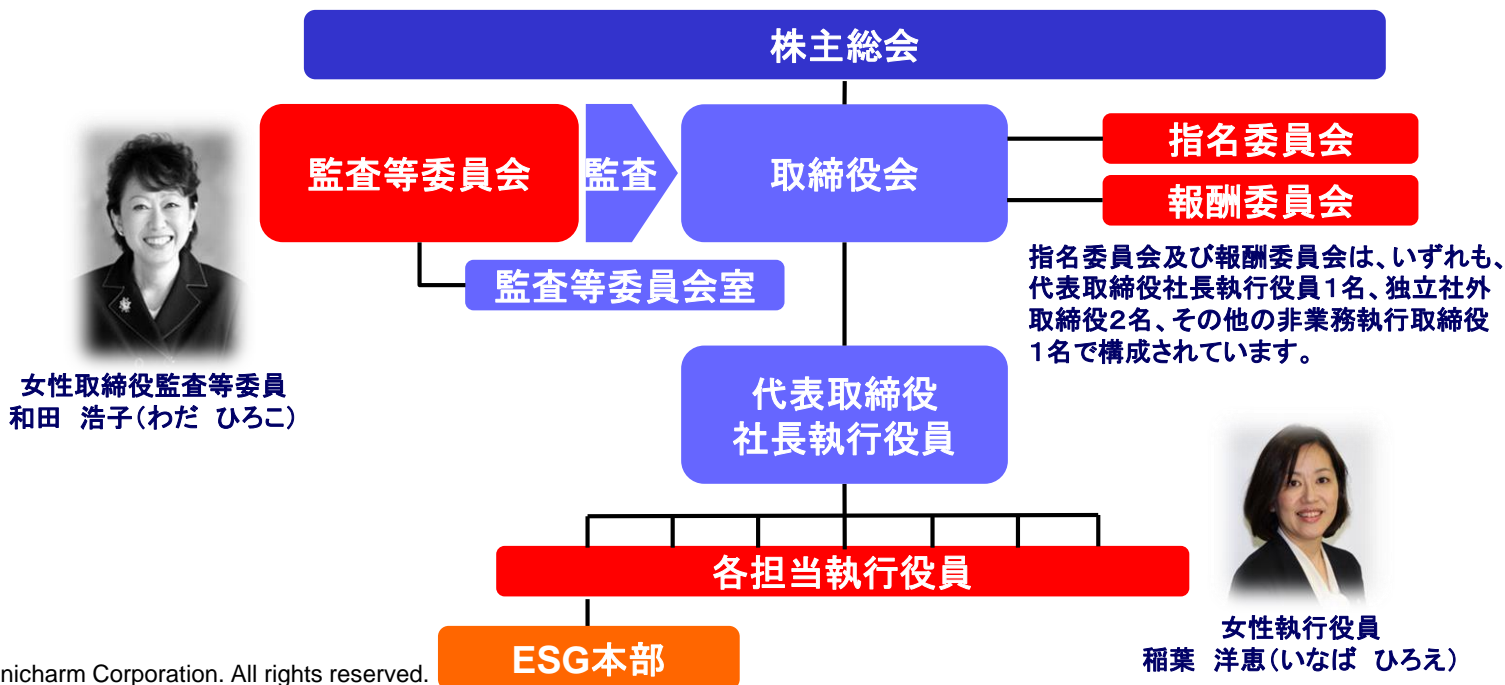 株主総会
監査等委員会
監査
取締役会
指名委員会
報酬委員会
監査等委員会室
指名委員会及び報酬委員会は、いずれも、
代表取締役社長執行役員1名、独立社外
取締役2名、その他の非業務執行取締役
1名で構成されています。
女性取締役監査等委員
和田 浩子(わだ ひろこ)
代表取締役
社長執行役員
各担当執行役員
女性執行役員
稲葉 洋恵(いなば ひろえ)
ESG本部
nicharm Corporation. All rights reserved.